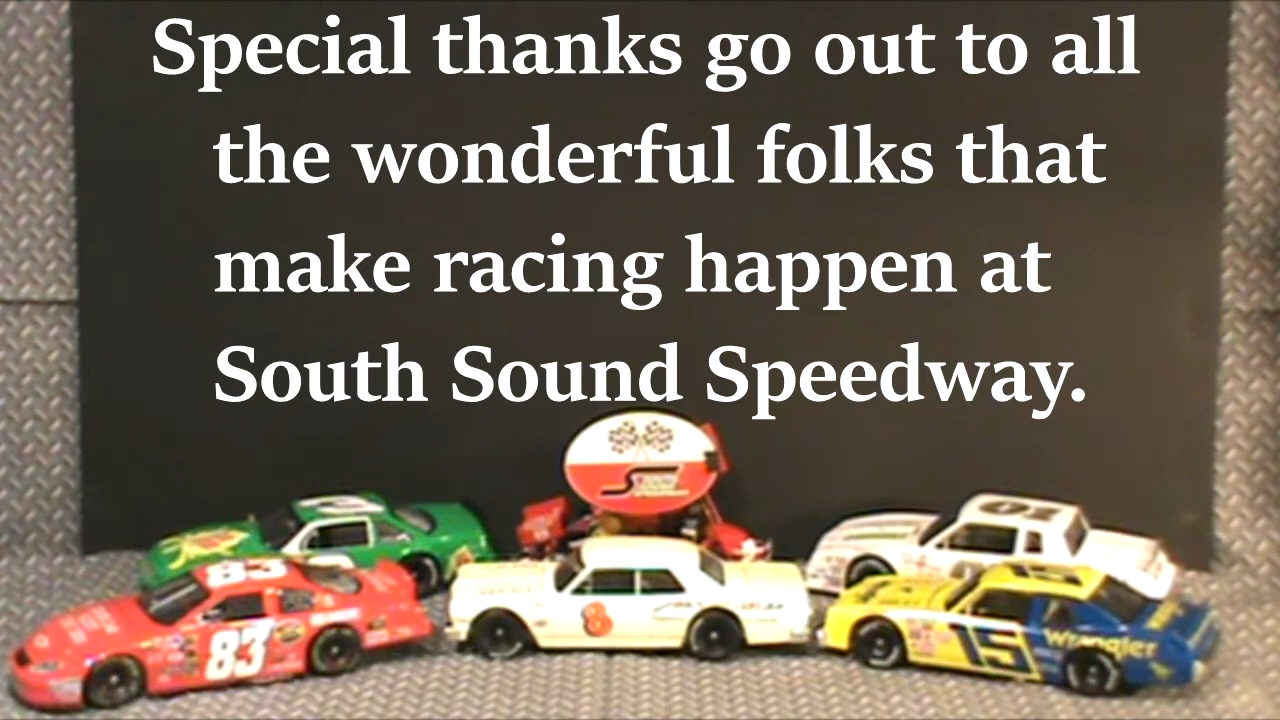 Special thanks go out to all
the wonderful folks that
make racing happen at
South Sound Speedway.
83
83
8
15
Wrangler